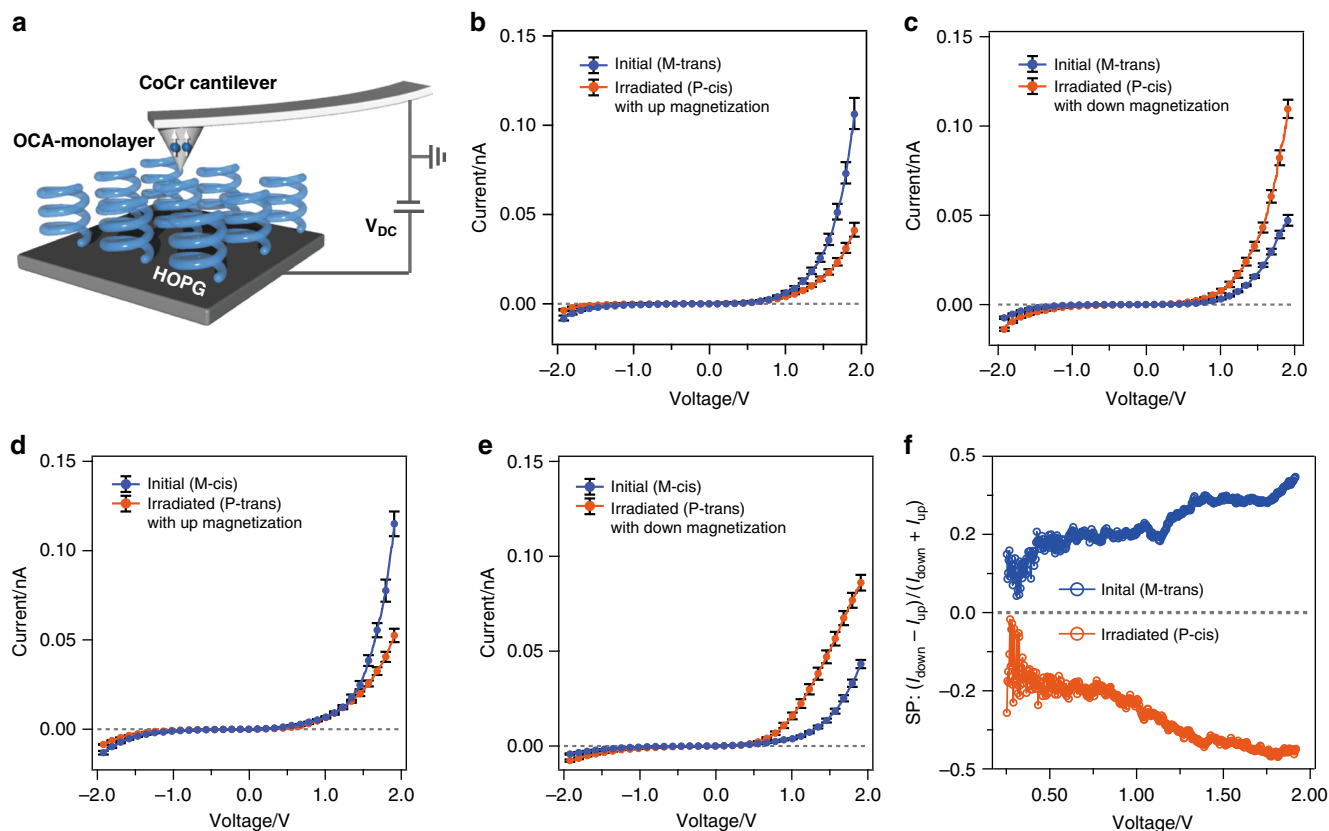 a
CoCr cantilever
OCA-monolayer
V_DC
HOPG
b
0.15
0.10
0.05
0.00
Current/nA
Initial (M-trans)
Irradiated (P-cis)
with up magnetization
–2.0 –1.0 0.0 1.0 2.0
Voltage/V
c
0.15
0.10
0.05
0.00
Current/nA
Initial (M-trans)
Irradiated (P-cis)
with down magnetization
–2.0 –1.0 0.0 1.0 2.0
Voltage/V
d
0.15
0.10
0.05
0.00
Current/nA
Initial (M-cis)
Irradiated (P-trans)
with up magnetization
–2.0 –1.0 0.0 1.0 2.0
Voltage/V
e
0.15
0.10
0.05
0.00
Current/nA
Initial (M-cis)
Irradiated (P-trans)
with down magnetization
–2.0 –1.0 0.0 1.0 2.0
Voltage/V
f
0.5
0.2
0.0
–0.2
–0.5
SP: (I_down – I_up)/(I_down + I_up)
Inital (M-trans)
Irradiated (P-cis)
0.50 1.00 1.50 2.00
Voltage/V